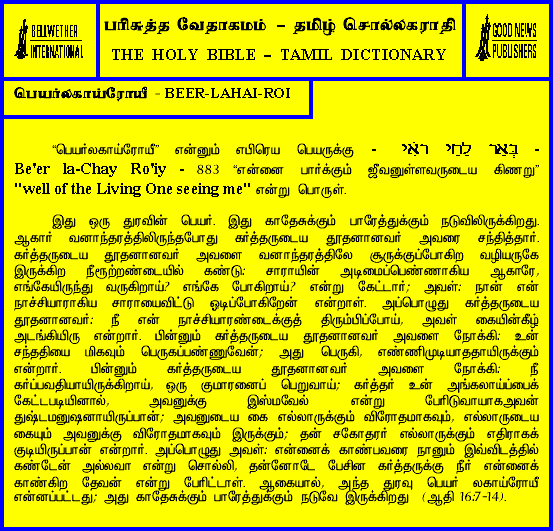 BELLWETHER
INTERNATIONAL
பரிசுத்த வேதாகமம் – தமிழ் சொல்லகராதி
THE HOLY BIBLE – TAMIL DICTIONARY
GOOD NEWS
PUBLISHERS
பெயர்லகாய்ரோயீ - BEER-LAHAI-ROI
“பெயர்லகாய்ரோயீ” என்னும் எபிரெய பெயருக்கு - בְּאֵר לַחַי רֹאִי -
Be'er la-Chay Ro'iy - 883 “என்னை பார்க்கும் ஜீவனுள்ளவருடைய கிணறு”
"well of the Living One seeing me" என்று பொருள்.
இது ஒரு துரவின் பெயர். இது காதேசுக்கும் பாரேத்துக்கும் நடுவிலிருக்கிறது.
ஆகார் வனாந்தரத்திலிருந்தபோது கர்த்தருடைய தூதனானவர் அவரை சந்தித்தார்.
கர்த்தருடைய தூதனானவர் அவளை வனாந்தரத்திலே சூருக்குப்போகிற வழியருகே
இருக்கிற நீரூற்றண்டையில் கண்டு: சாராயின் அடிமைப்பெண்ணாகிய ஆகாரே,
எங்கேயிருந்து வருகிறாய்? எங்கே போகிறாய்? என்று கேட்டார்; அவள்: நான் என்
நாச்சியாராகிய சாராயைவிட்டு ஓடிப்போகிறேன் என்றாள். அப்பொழுது கர்த்தருடைய
தூதனானவர்: நீ என் நாச்சியாரண்டைக்குத் திரும்பிப்போய், அவள் கையின்கீழ்
அடங்கியிரு என்றார். பின்னும் கர்த்தருடைய தூதனானவர் அவளை நோக்கி: உன்
சந்ததியை மிகவும் பெருகப்பண்ணுவேன்; அது பெருகி, எண்ணிமுடியாததாயிருக்கும்
என்றார். பின்னும் கர்த்தருடைய தூதனானவர் அவளை நோக்கி: நீ
கர்ப்பவதியாயிருக்கிறாய், ஒரு குமாரனைப் பெறுவாய்; கர்த்தர் உன் அங்கலாய்ப்பைக்
கேட்டபடியினால், அவனுக்கு இஸ்மவேல் என்று பேரிடுவாயாகஅவன்
துஷ்டமனுஷனாயிருப்பான்; அவனுடைய கை எல்லாருக்கும் விரோதமாகவும், எல்லாருடைய
கையும் அவனுக்கு விரோதமாகவும் இருக்கும்; தன் சகோதரர் எல்லாருக்கும் எதிராகக்
குடியிருப்பான் என்றார். அப்பொழுது அவள்: என்னைக் காண்பவரை நானும் இவ்விடத்தில்
கண்டேன் அல்லவா என்று சொல்லி, தன்னோடே பேசின கர்த்தருக்கு நீர் என்னைக்
காண்கிற தேவன் என்று பேரிட்டாள். ஆகையால், அந்த துரவு பெயர் லகாய்ரோயீ
என்னப்பட்டது; அது காதேசுக்கும் பாரேத்துக்கும் நடுவே இருக்கிறது (ஆதி 16:7-14).